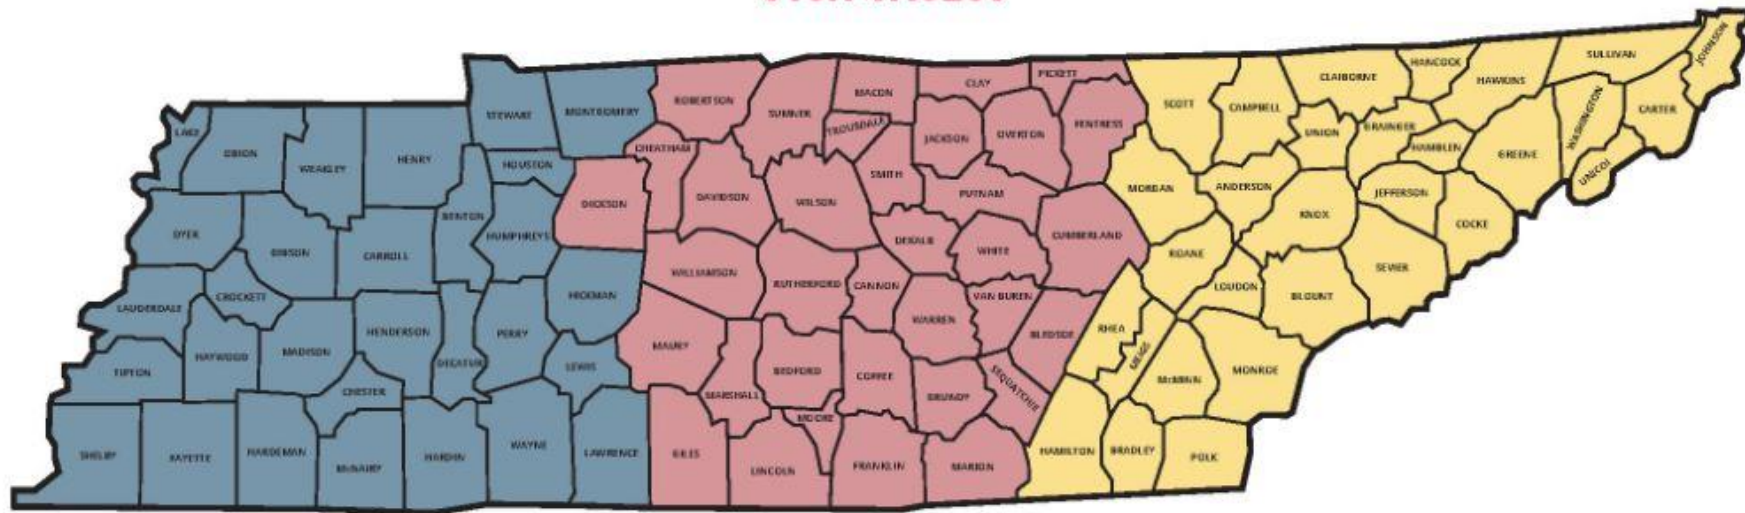 LAKE
OBION
WEAKLEY
HENRY
STEWART
MONTGOMERY
HOUSTON
ROBERTSON
SUMNER
MACON
CLAY
PICKETT
TROUSDALE
CHEATHAM
JACKSON
OVERTON
FENTRESS
SCOTT
CAMPBELL
CLAIBORNE
HANCOCK
HAWKINS
SULLIVAN
JOHNSON
CARTER
WASHINGTON
UNICOI
GREENE
UNION
GRAINGER
HAMBLEN
DYER
GIBSON
CARROLL
BENTON
HUMPHREYS
DICKSON
DAVIDSON
WILSON
SMITH
PUTNAM
MORGAN
ANDERSON
KNOX
JEFFERSON
COCKE
SEVIER
DEKALB
WHITE
CUMBERLAND
ROANE
LOUDON
BLOUNT
LAUDERDALE
CROCKETT
HICKMAN
WILLIAMSON
RUTHERFORD
CANNON
VAN BUREN
WARREN
BLEDSOE
RHEA
MEIGS
McMINN
MONROE
TIPTON
HAYWOOD
MADISON
HENDERSON
DECATUR
PERRY
LEWIS
MAURY
BEDFORD
COFFEE
SEQUATCHIE
CHESTER
MARSHALL
MOORE
GRUNDY
SHELBY
FAYETTE
HARDEMAN
McNAIRY
HARDIN
WAYNE
LAWRENCE
GILES
LINCOLN
FRANKLIN
MARION
HAMILTON
BRADLEY
POLK